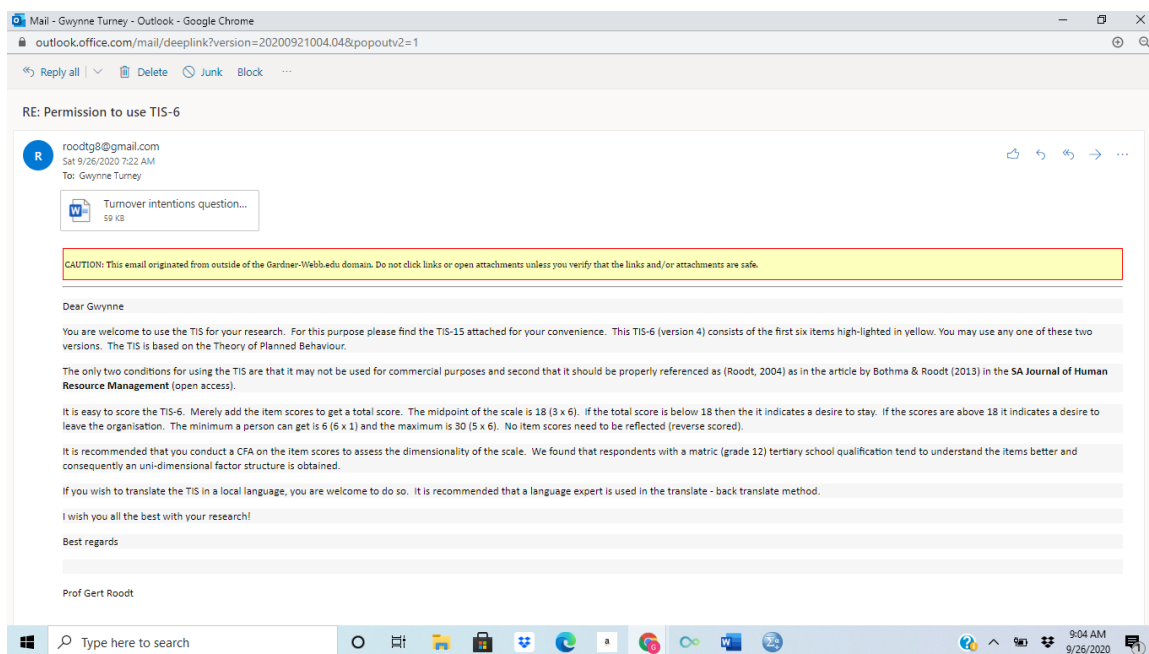 Mail - Gwynne Turney - Outlook - Google Chrome
outlook.office.com/mail/deeplink?version=20200921004.04&popoutv2=1
Reply all Delete Junk Block ...
RE: Permission to use TIS-6
R
roodtg8@gmail.com
Sat 9/26/2020 7:22 AM
To: Gwynne Turney
W
Turnover intentions question...
59 KB
CAUTION: This email originated from outside of the Gardner-Webb.edu domain. Do not click links or open attachments unless you verify that the links and/or attachments are safe.
Dear Gwynne
You are welcome to use the TIS for your research. For this purpose please find the TIS-15 attached for your convenience. This TIS-6 (version 4) consists of the first six items high-lighted in yellow. You may use any one of these two
versions. The TIS is based on the Theory of Planned Behaviour.
The only two conditions for using the TIS are that it may not be used for commercial purposes and second that it should be properly referenced as (Roodt, 2004) as in the article by Bothma & Roodt (2013) in the SA Journal of Human
Resource Management (open access).
It is easy to score the TIS-6. Merely add the item scores to get a total score. The midpoint of the scale is 18 (3 x 6). If the total score is below 18 then the it indicates a desire to stay. If the scores are above 18 it indicates a desire to
leave the organisation. The minimum a person can get is 6 (6 x 1) and the maximum is 30 (5 x 6). No item scores need to be reflected (reverse scored).
It is recommended that you conduct a CFA on the item scores to assess the dimensionality of the scale. We found that respondents with a matric (grade 12) tertiary school qualification tend to understand the items better and
consequently an uni-dimensional factor structure is obtained.
If you wish to translate the TIS in a local language, you are welcome to do so. It is recommended that a language expert is used in the translate - back translate method.
I wish you all the best with your research!
Best regards
Prof Gert Roodt
Type here to search
a
G
W
9:04 AM
9/26/2020